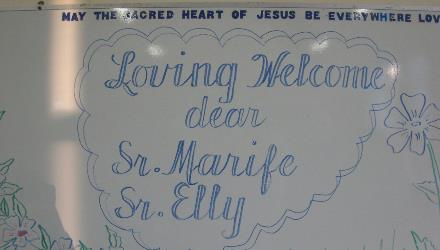 MAY THE SACRED HEART OF JESUS BE EVERYWHERE LOV
Loving Welcome
dear
Sr. Marife
Sr. Elly